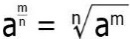 a^(m/n) = ⁿ√(a^m)